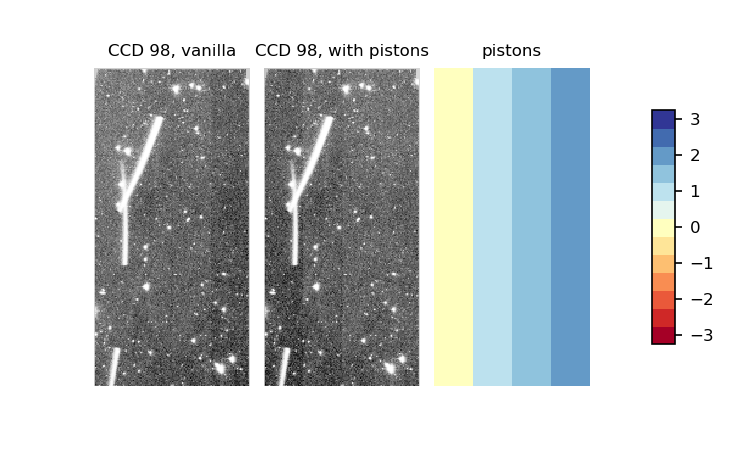 CCD 98, vanilla
CCD 98, with pistons
pistons
3
2
1
0
−1
−2
−3